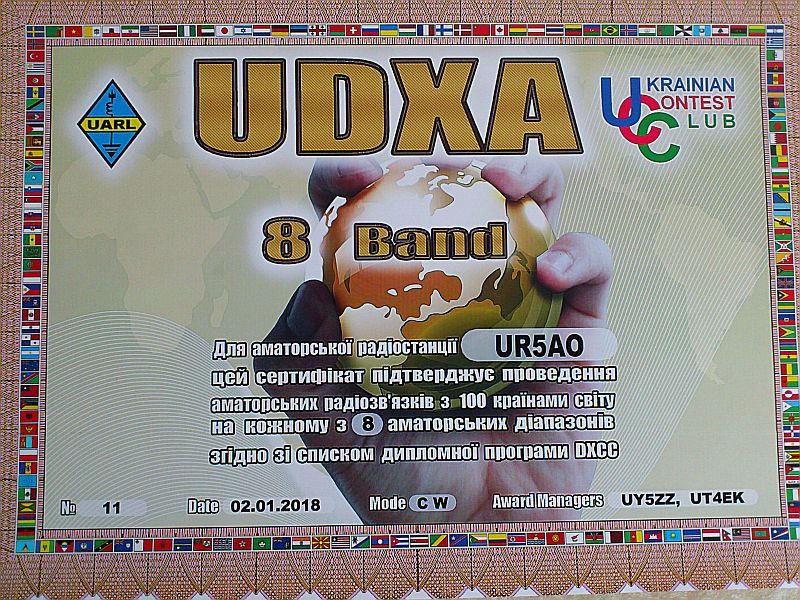 UDXA
UARL
UKRAINIAN
CONTEST
CLUB
8 Band
Для аматорської радіостанції UR5AO
цей сертифікат підтверджує проведення
аматорських радіозв'язків з 100 країнами світу
на кожному з 8 аматорських діапазонів
згідно зі списком дипломної програми DXCC
№ 11 Date 02.01.2018 Mode C W Award Managers UY5ZZ, UT4EK